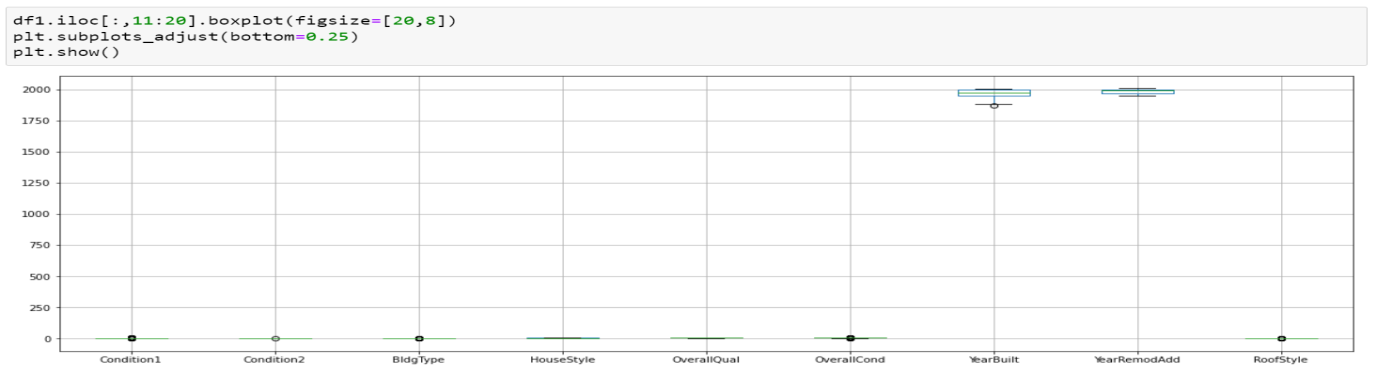 df1.iloc[:,11:20].boxplot(figsize=[20,8])
plt.subplots_adjust(bottom=0.25)
plt.show()
2000
1750
1500
1250
1000
750
500
250
0
Condition1 Condition2 BldgType HouseStyle OverallQual OverallCond YearBuilt YearRemodAdd RoofStyle